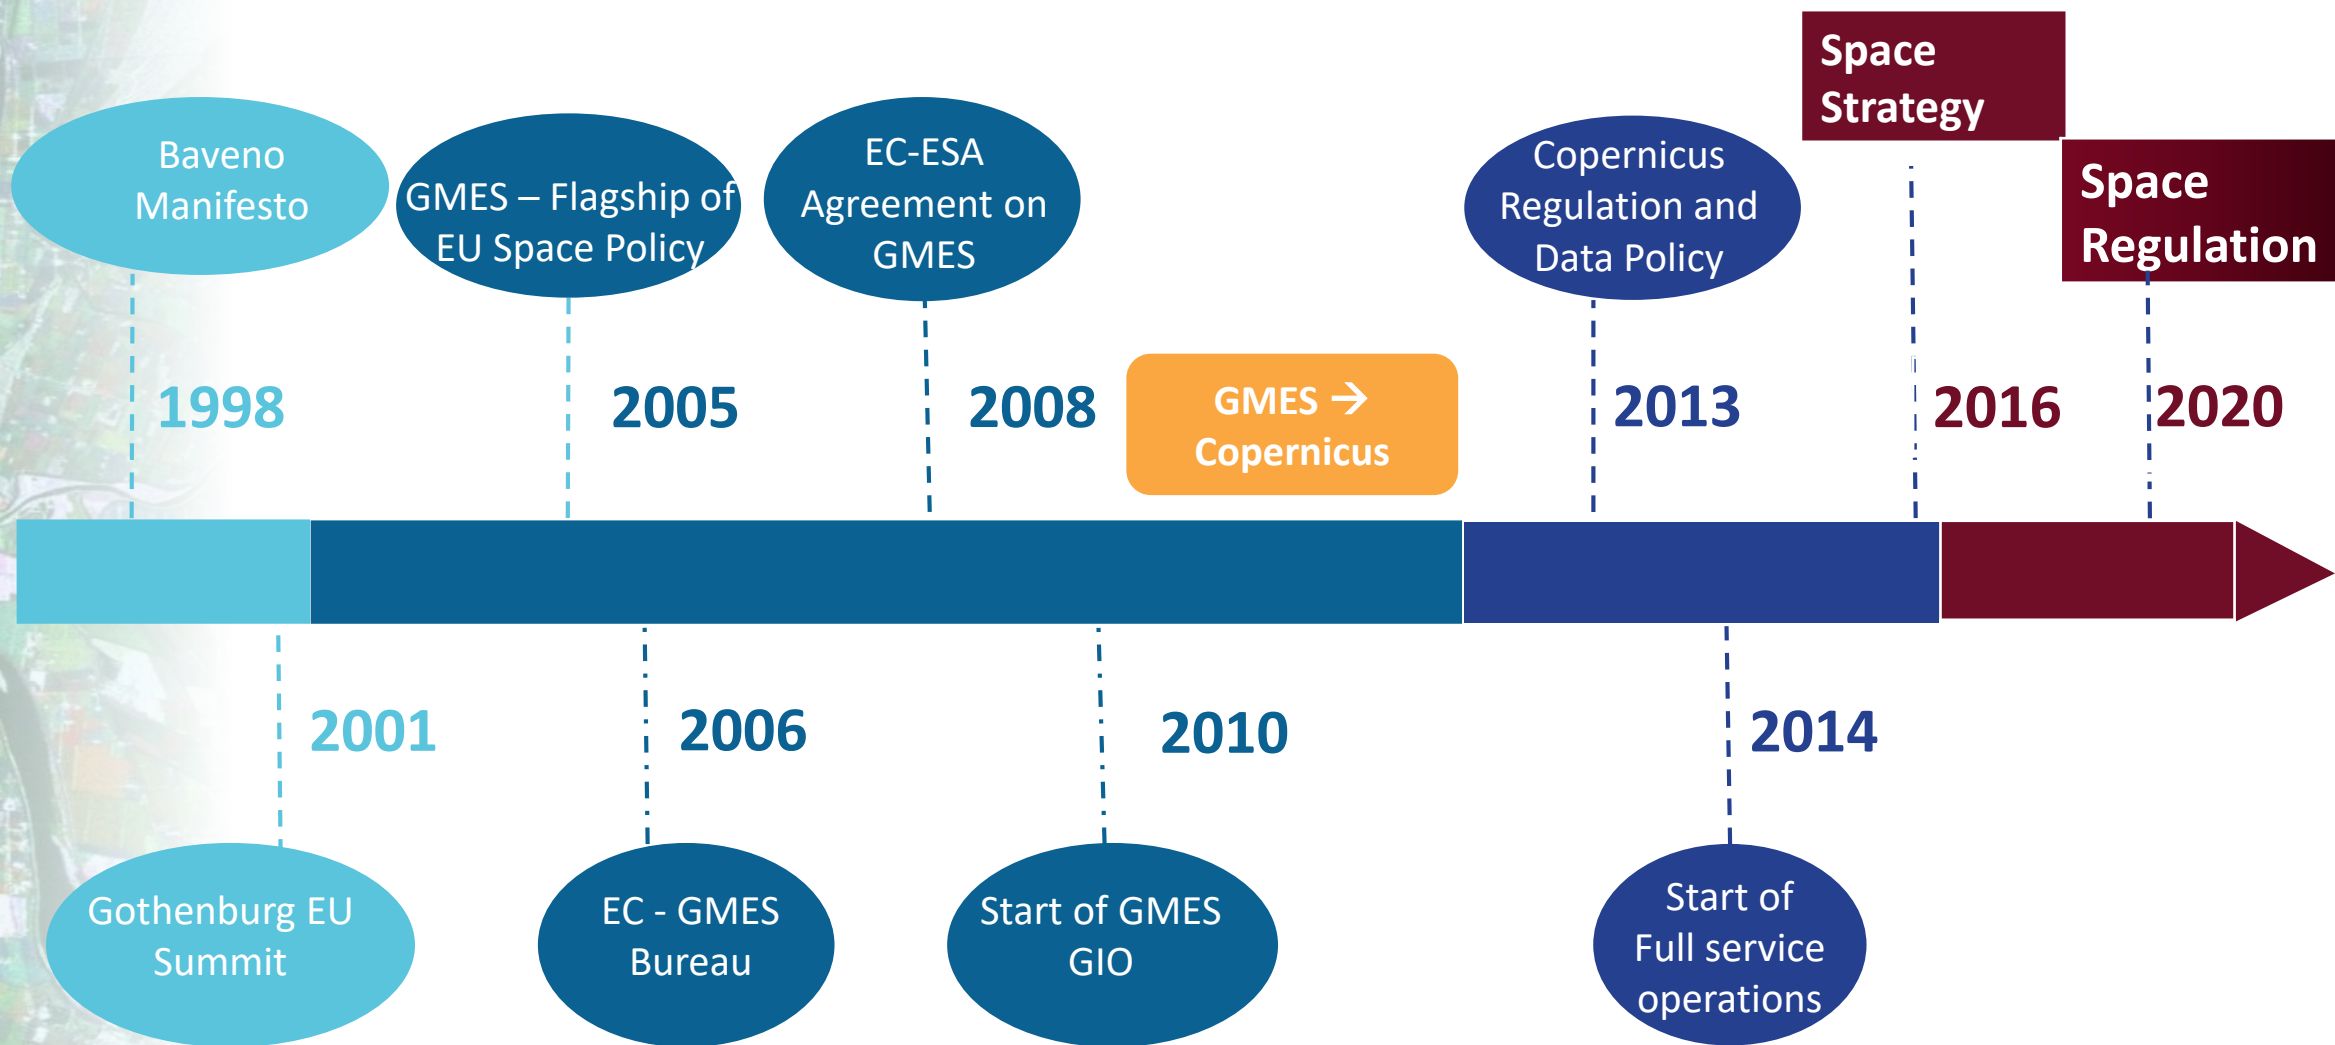 Space
Strategy
Space
Regulation
Baveno
Manifesto
GMES – Flagship of
EU Space Policy
EC-ESA
Agreement on
GMES
Copernicus
Regulation and
Data Policy
1998
2005
2008
GMES →
Copernicus
2013
2016
2020
2001
2006
2010
2014
Gothenburg EU
Summit
EC - GMES
Bureau
Start of GMES
GIO
Start of
Full service
operations